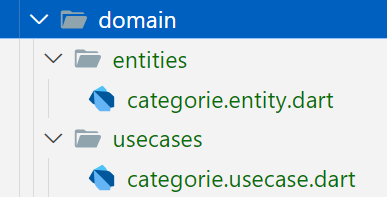 domain
entities
categorie.entity.dart
usecases
categorie.usecase.dart